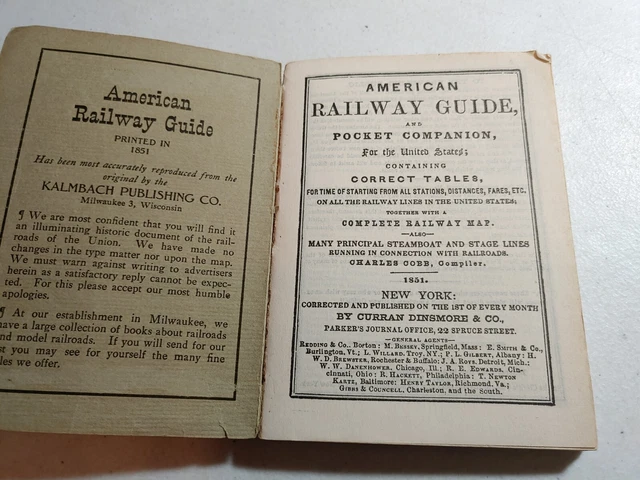 American
Railway Guide
PRINTED IN
1851
Has been most accurately reproduced from the
original by the
KALMBACH PUBLISHING CO.
Milwaukee 3, Wisconsin
¶ We are most confident that you will find it
an illuminating historic document of the rail-
roads of the Union. We have made no
changes in the type matter nor upon the map.
We must warn against writing to advertisers
herein as a satisfactory reply cannot be expec-
ted. For this please accept our most humble
apologies.
¶ At our establishment in Milwaukee, we
have a large collection of books about railroads
and model railroads. If you will send for our
you may see for yourself the many fine
we offer.
AMERICAN
RAILWAY GUIDE,
AND
POCKET COMPANION,
For the United States;
CONTAINING
CORRECT TABLES,
FOR TIME OF STARTING FROM ALL STATIONS, DISTANCES, FARES, ETC.
ON ALL THE RAILWAY LINES IN THE UNITED STATES;
TOGETHER WITH A
COMPLETE RAILWAY MAP.
—ALSO—
MANY PRINCIPAL STEAMBOAT AND STAGE LINES
RUNNING IN CONNECTION WITH RAILROADS.
CHARLES COBB, Compiler.
1851.
NEW YORK:
CORRECTED AND PUBLISHED ON THE 1ST OF EVERY MONTH
BY CURRAN DINSMORE & CO.,
PARKER'S JOURNAL OFFICE, 22 SPRUCE STREET.
—GENERAL AGENTS—
REDDING & Co., Boston: M. BESSEY, Springfield, Mass: E. SMITH & Co.,
Burlington, Vt.; L. WILLARD, Troy, NY.; P. L. GILBERT, Albany: H.
W. D. BREWSTER, Rochester & Buffalo: J. A. ROYS, Detroit, Mich.:
W. W. DANENHOWER, Chicago, Ill.; R. E. EDWARDS, Cin-
cinnati, Ohio: R. HACKETT, Philadelphia: T. NEWTON
KURTZ, Baltimore: HENRY TAYLOR, Richmond, Va.;
GIBBS & COUNCELL, Charleston, and the South.